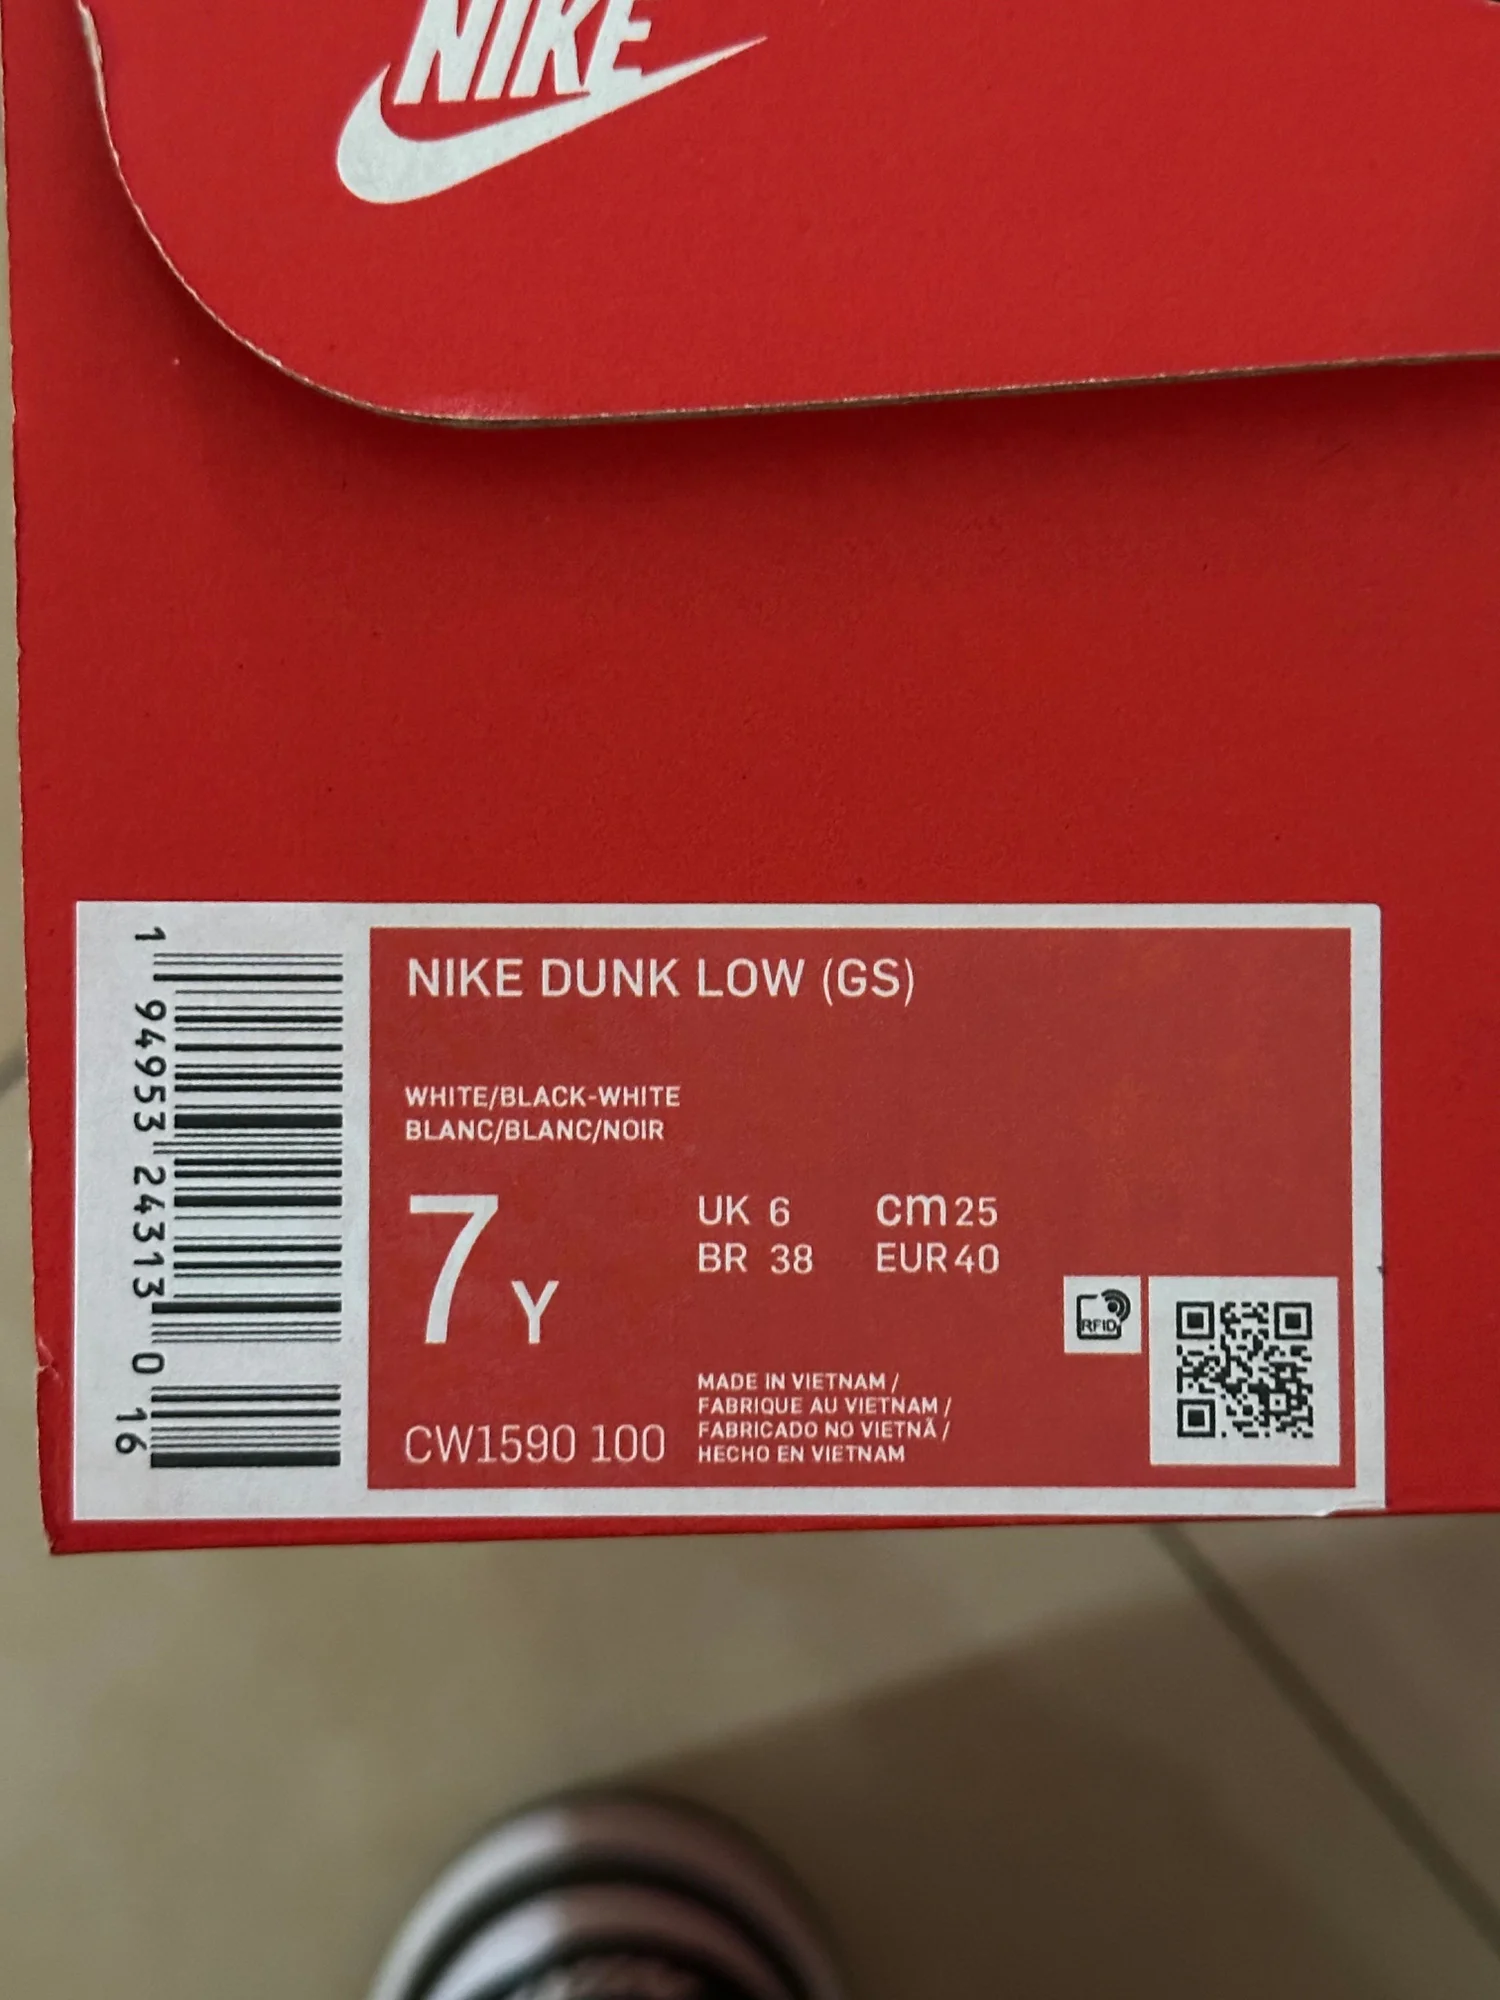 NIKE
NIKE DUNK LOW (GS)
WHITE/BLACK-WHITE
BLANC/BLANC/NOIR
7 Y
UK 6 cm 25
BR 38 EUR 40
RFID
CW1590 100
MADE IN VIETNAM /
FABRIQUE AU VIETNAM /
FABRICADO NO VIETNÃ /
HECHO EN VIETNAM
1 94953 24313 0 16